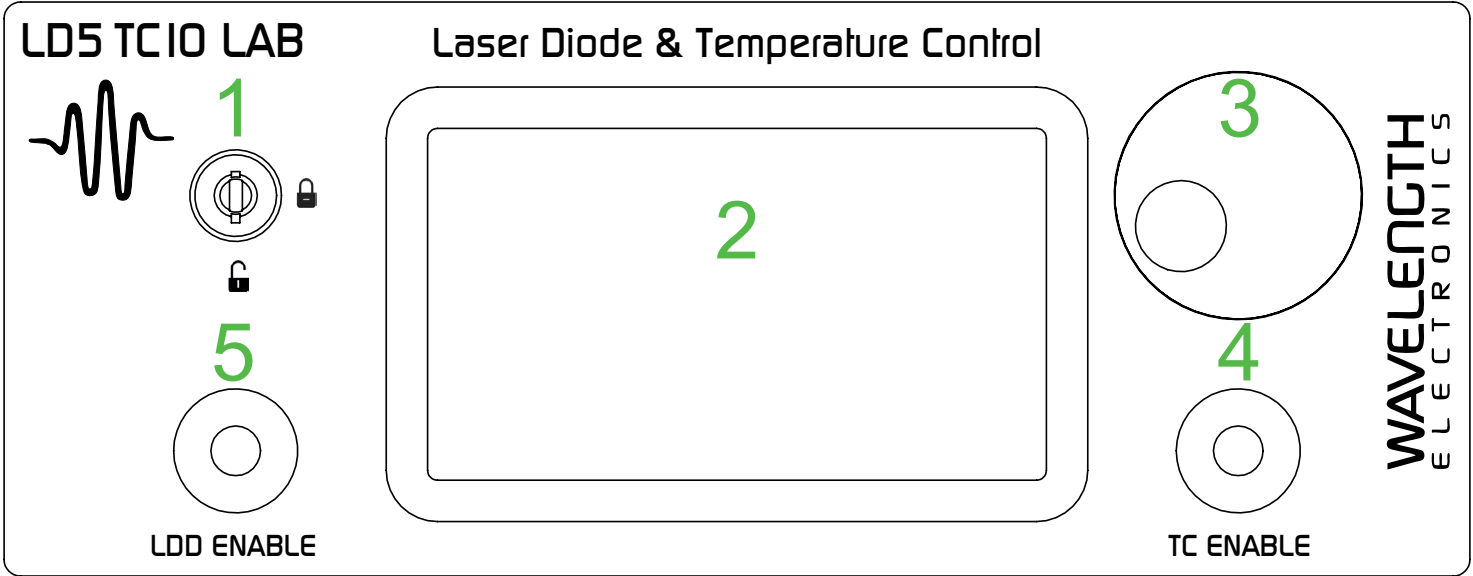 LD5 TC10 LAB
Laser Diode & Temperature Control
1
2
3
5
4
LDD ENABLE
TC ENABLE
WAVELENGTH
ELECTRONICS